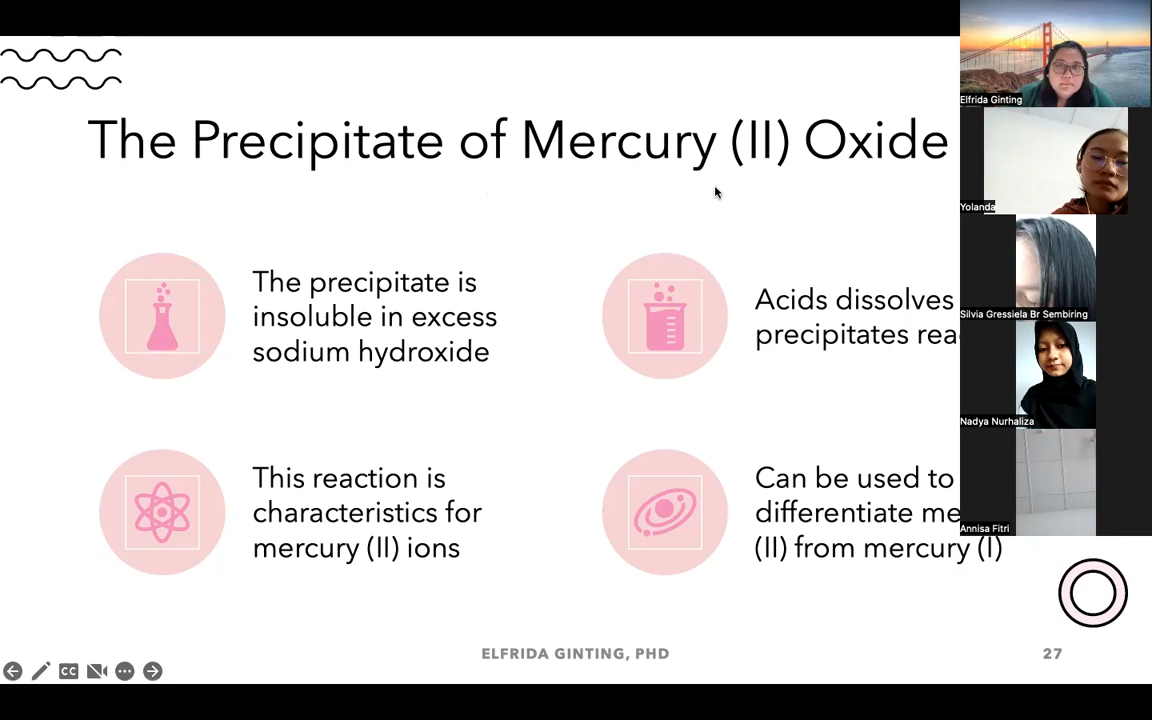 The Precipitate of Mercury (II) Oxide
The precipitate is
insoluble in excess
sodium hydroxide
Acids dissolves
precipitates
This reaction is
characteristics for
mercury (II) ions
Can be used to
differentiate
(II) from mercury (I)
ELFRIDA GINTING, PHD
27
CC
Elfrida Ginting
Yolanda
Silvia Gressiela Br Sembiring
Nadya Nurhaliza
Annisa Fitri